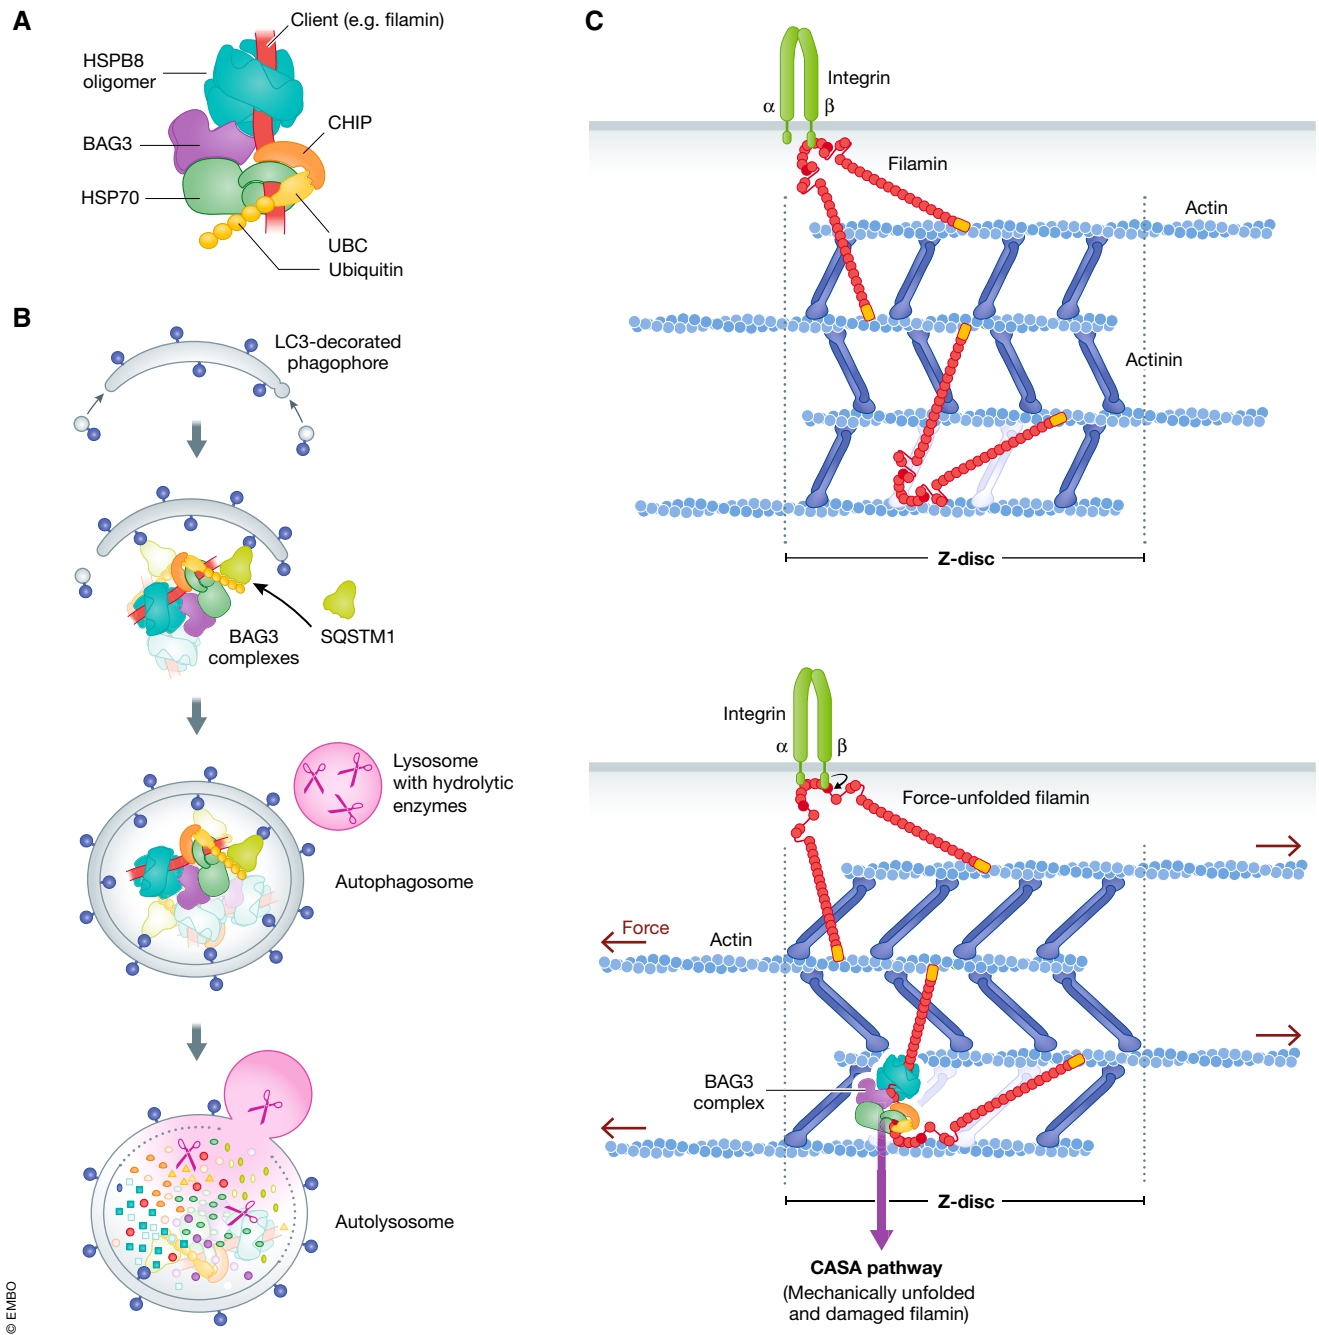 A
Client (e.g. filamin)
HSPB8
oligomer
BAG3
CHIP
HSP70
UBC
Ubiquitin
B
LC3-decorated
phagophore
BAG3
complexes
SQSTM1
Lysosome
with hydrolytic
enzymes
Autophagosome
Autolysosome
© EMBO
C
Integrin
α
β
Filamin
Actin
Actinin
Z-disc
Integrin
α
β
Force-unfolded filamin
Force
Actin
BAG3
complex
Z-disc
CASA pathway
(Mechanically unfolded
and damaged filamin)